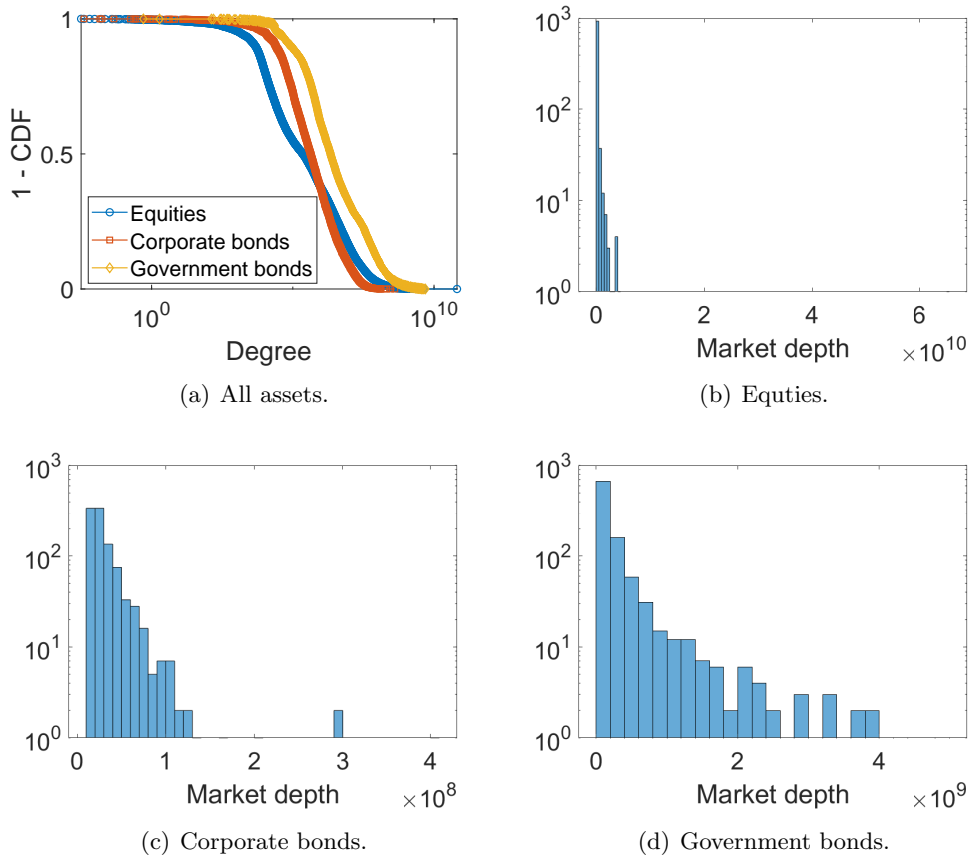 1
0.5
0
1 - CDF
Equities
Corporate bonds
Government bonds
10^0
10^10
Degree
(a) All assets.
10^3
10^2
10^1
10^0
0
2
4
6
Market depth
×10^10
(b) Equties.
10^3
10^2
10^1
10^0
0
1
2
3
4
Market depth
×10^8
(c) Corporate bonds.
10^3
10^2
10^1
10^0
0
2
4
Market depth
×10^9
(d) Government bonds.